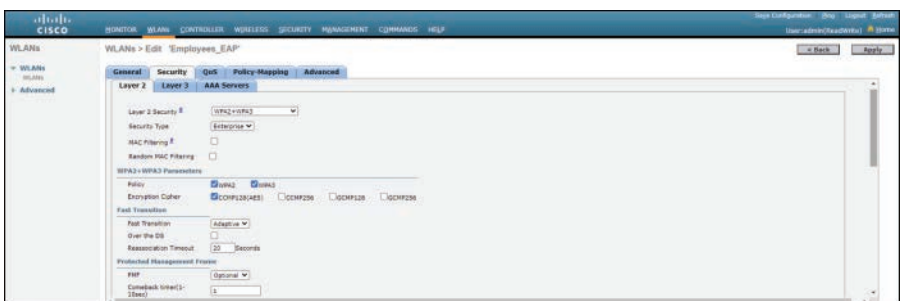 Save Configuration Ping Logout Refresh
CISCO
MONITOR WLANs CONTROLLER WIRELESS SECURITY MANAGEMENT COMMANDS HELP
User:admin(ReadWrite) Home
WLANs
WLANs > Edit 'Employees_EAP'
< Back
Apply
WLANs
WLANs
Advanced
General Security QoS Policy-Mapping Advanced
Layer 2 Layer 3 AAA Servers
Layer 2 Security WPA2+WPA3
Security Type Enterprise
MAC Filtering
Random MAC Filtering
WPA2+WPA3 Parameters
Policy WPA2 WPA3
Encryption Cipher CCMP128(AES) CCMP256 GCMP128 GCMP256
Fast Transition
Fast Transition Adaptive
Over the DS
Reassociation Timeout 20 Seconds
Protected Management Frame
PMF Optional
Comeback timer(1-
10sec) 1